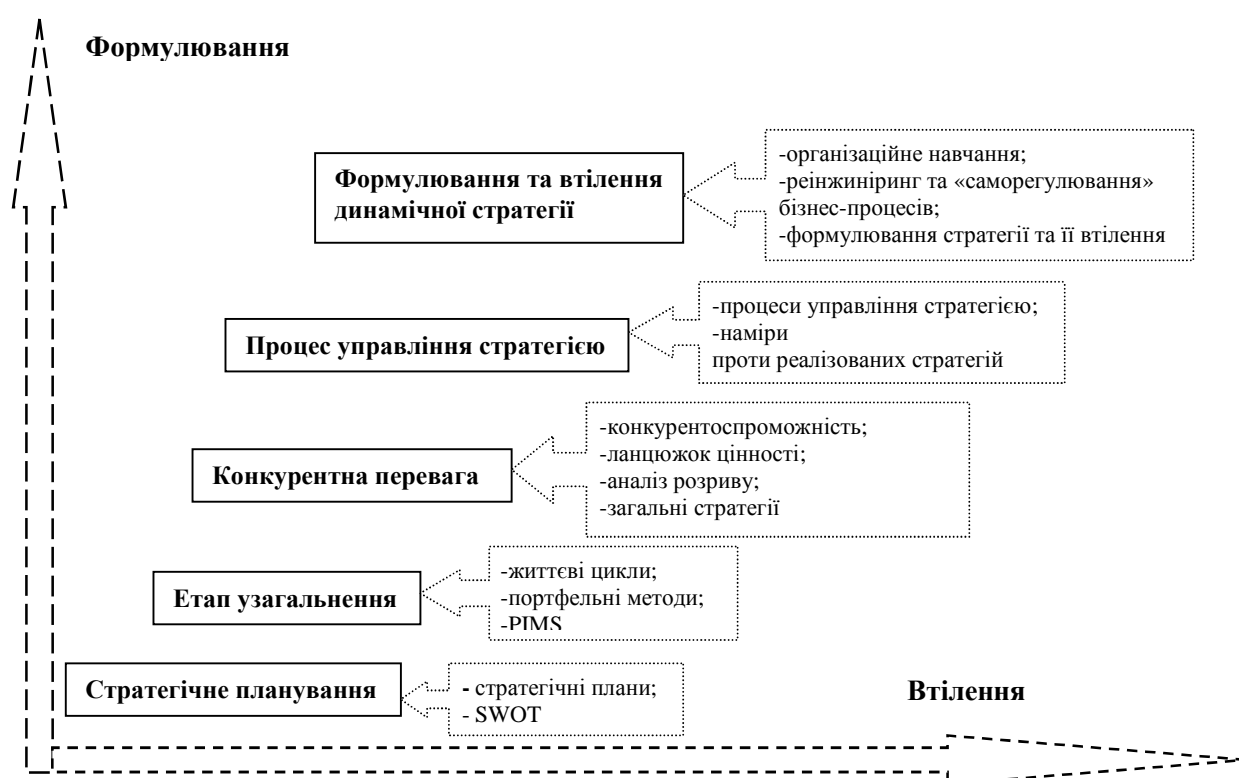 Формулювання
Формулювання та втілення
динамічної стратегії
-організаційне навчання;
-реінжиніринг та «саморегулювання»
бізнес-процесів;
-формулювання стратегії та її втілення
Процес управління стратегією
-процеси управління стратегією;
-наміри
проти реалізованих стратегій
Конкурентна перевага
-конкурентоспроможність;
-ланцюжок цінності;
-аналіз розриву;
-загальні стратегії
Етап узагальнення
-життєві цикли;
-портфельні методи;
-PIMS
Стратегічне планування
- стратегічні плани;
- SWOT
Втілення